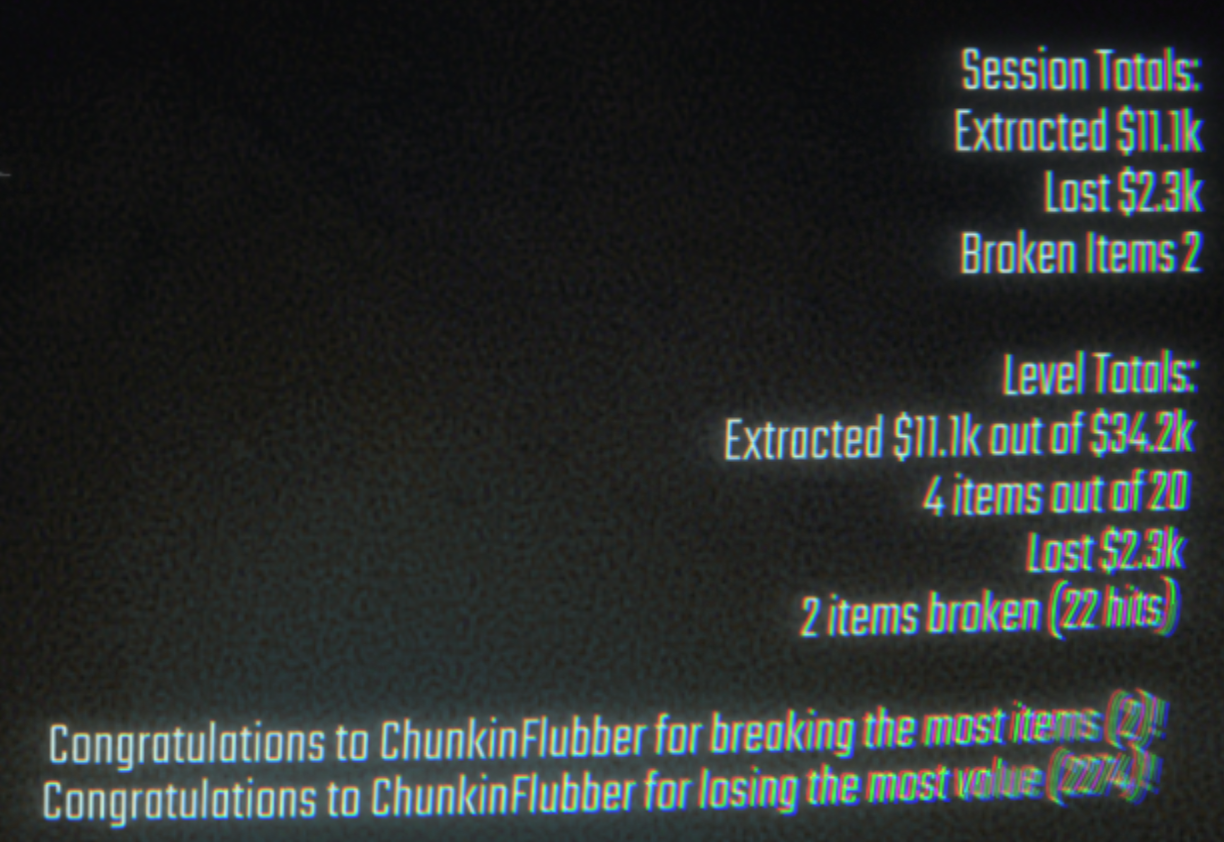 Session Totals:
Extracted $11.1k
Lost $2.3k
Broken Items 2
Level Totals:
Extracted $11.1k out of $34.2k
4 items out of 20
Lost $2.3k
2 items broken (22 hits)
Congratulations to ChunkinFlubber for breaking the most items (2)!
Congratulations to ChunkinFlubber for losing the most value